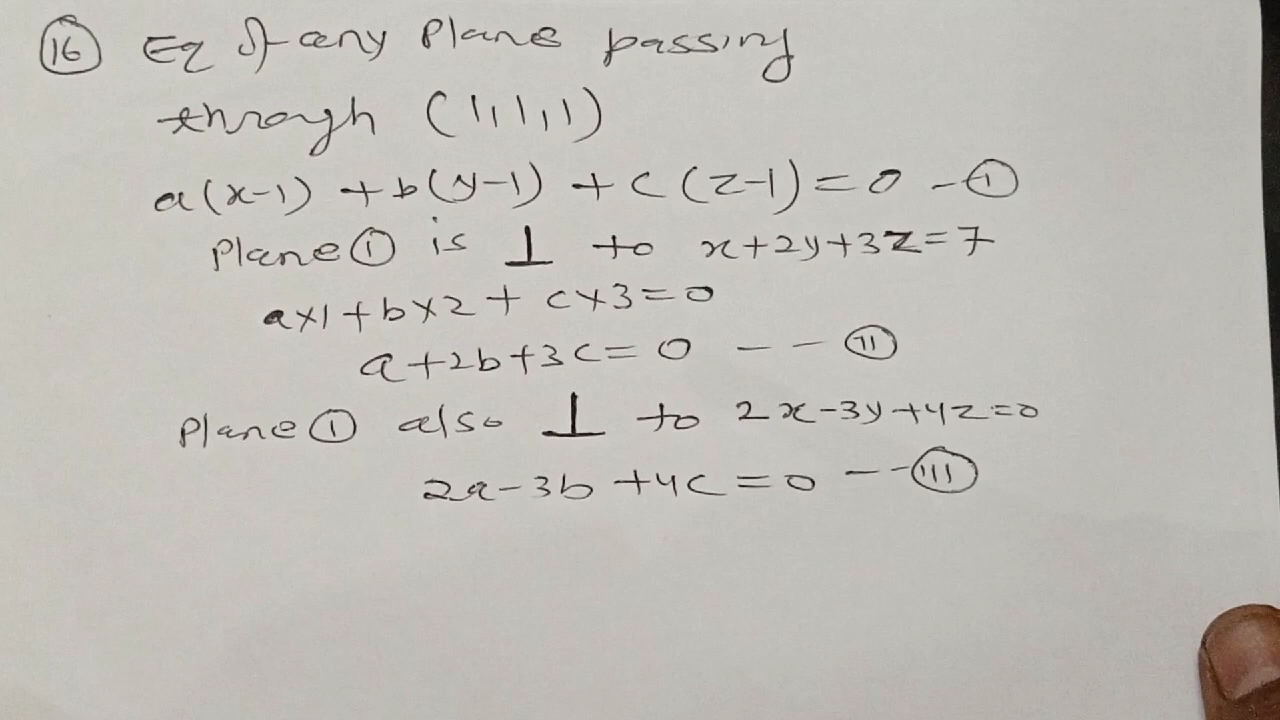 (16) Eq of any Plane passing
through (1,1,1)
a(x-1) + b(y-1) + c(z-1) = 0 - (I)
Plane (I) is ⊥ to x+2y+3z=7
a×1+b×2+c×3=0
a+2b+3c=0 -- (II)
Plane (I) also ⊥ to 2x-3y+4z=0
2a-3b+4c=0 -- (III)